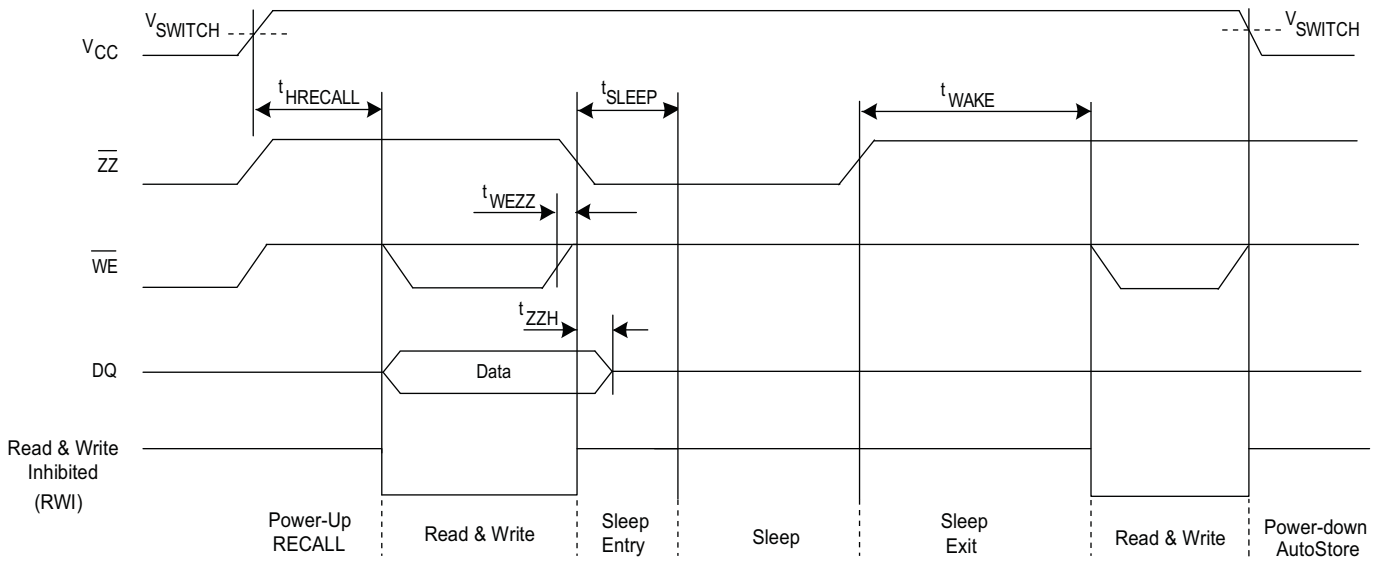 VCC
VSWITCH
VSWITCH
tHRECALL
tSLEEP
tWAKE
ZZ
tWEZZ
WE
tZZH
DQ
Data
Read & Write
Inhibited
(RWI)
Power-Up
RECALL
Read & Write
Sleep
Entry
Sleep
Sleep
Exit
Read & Write
Power-down
AutoStore